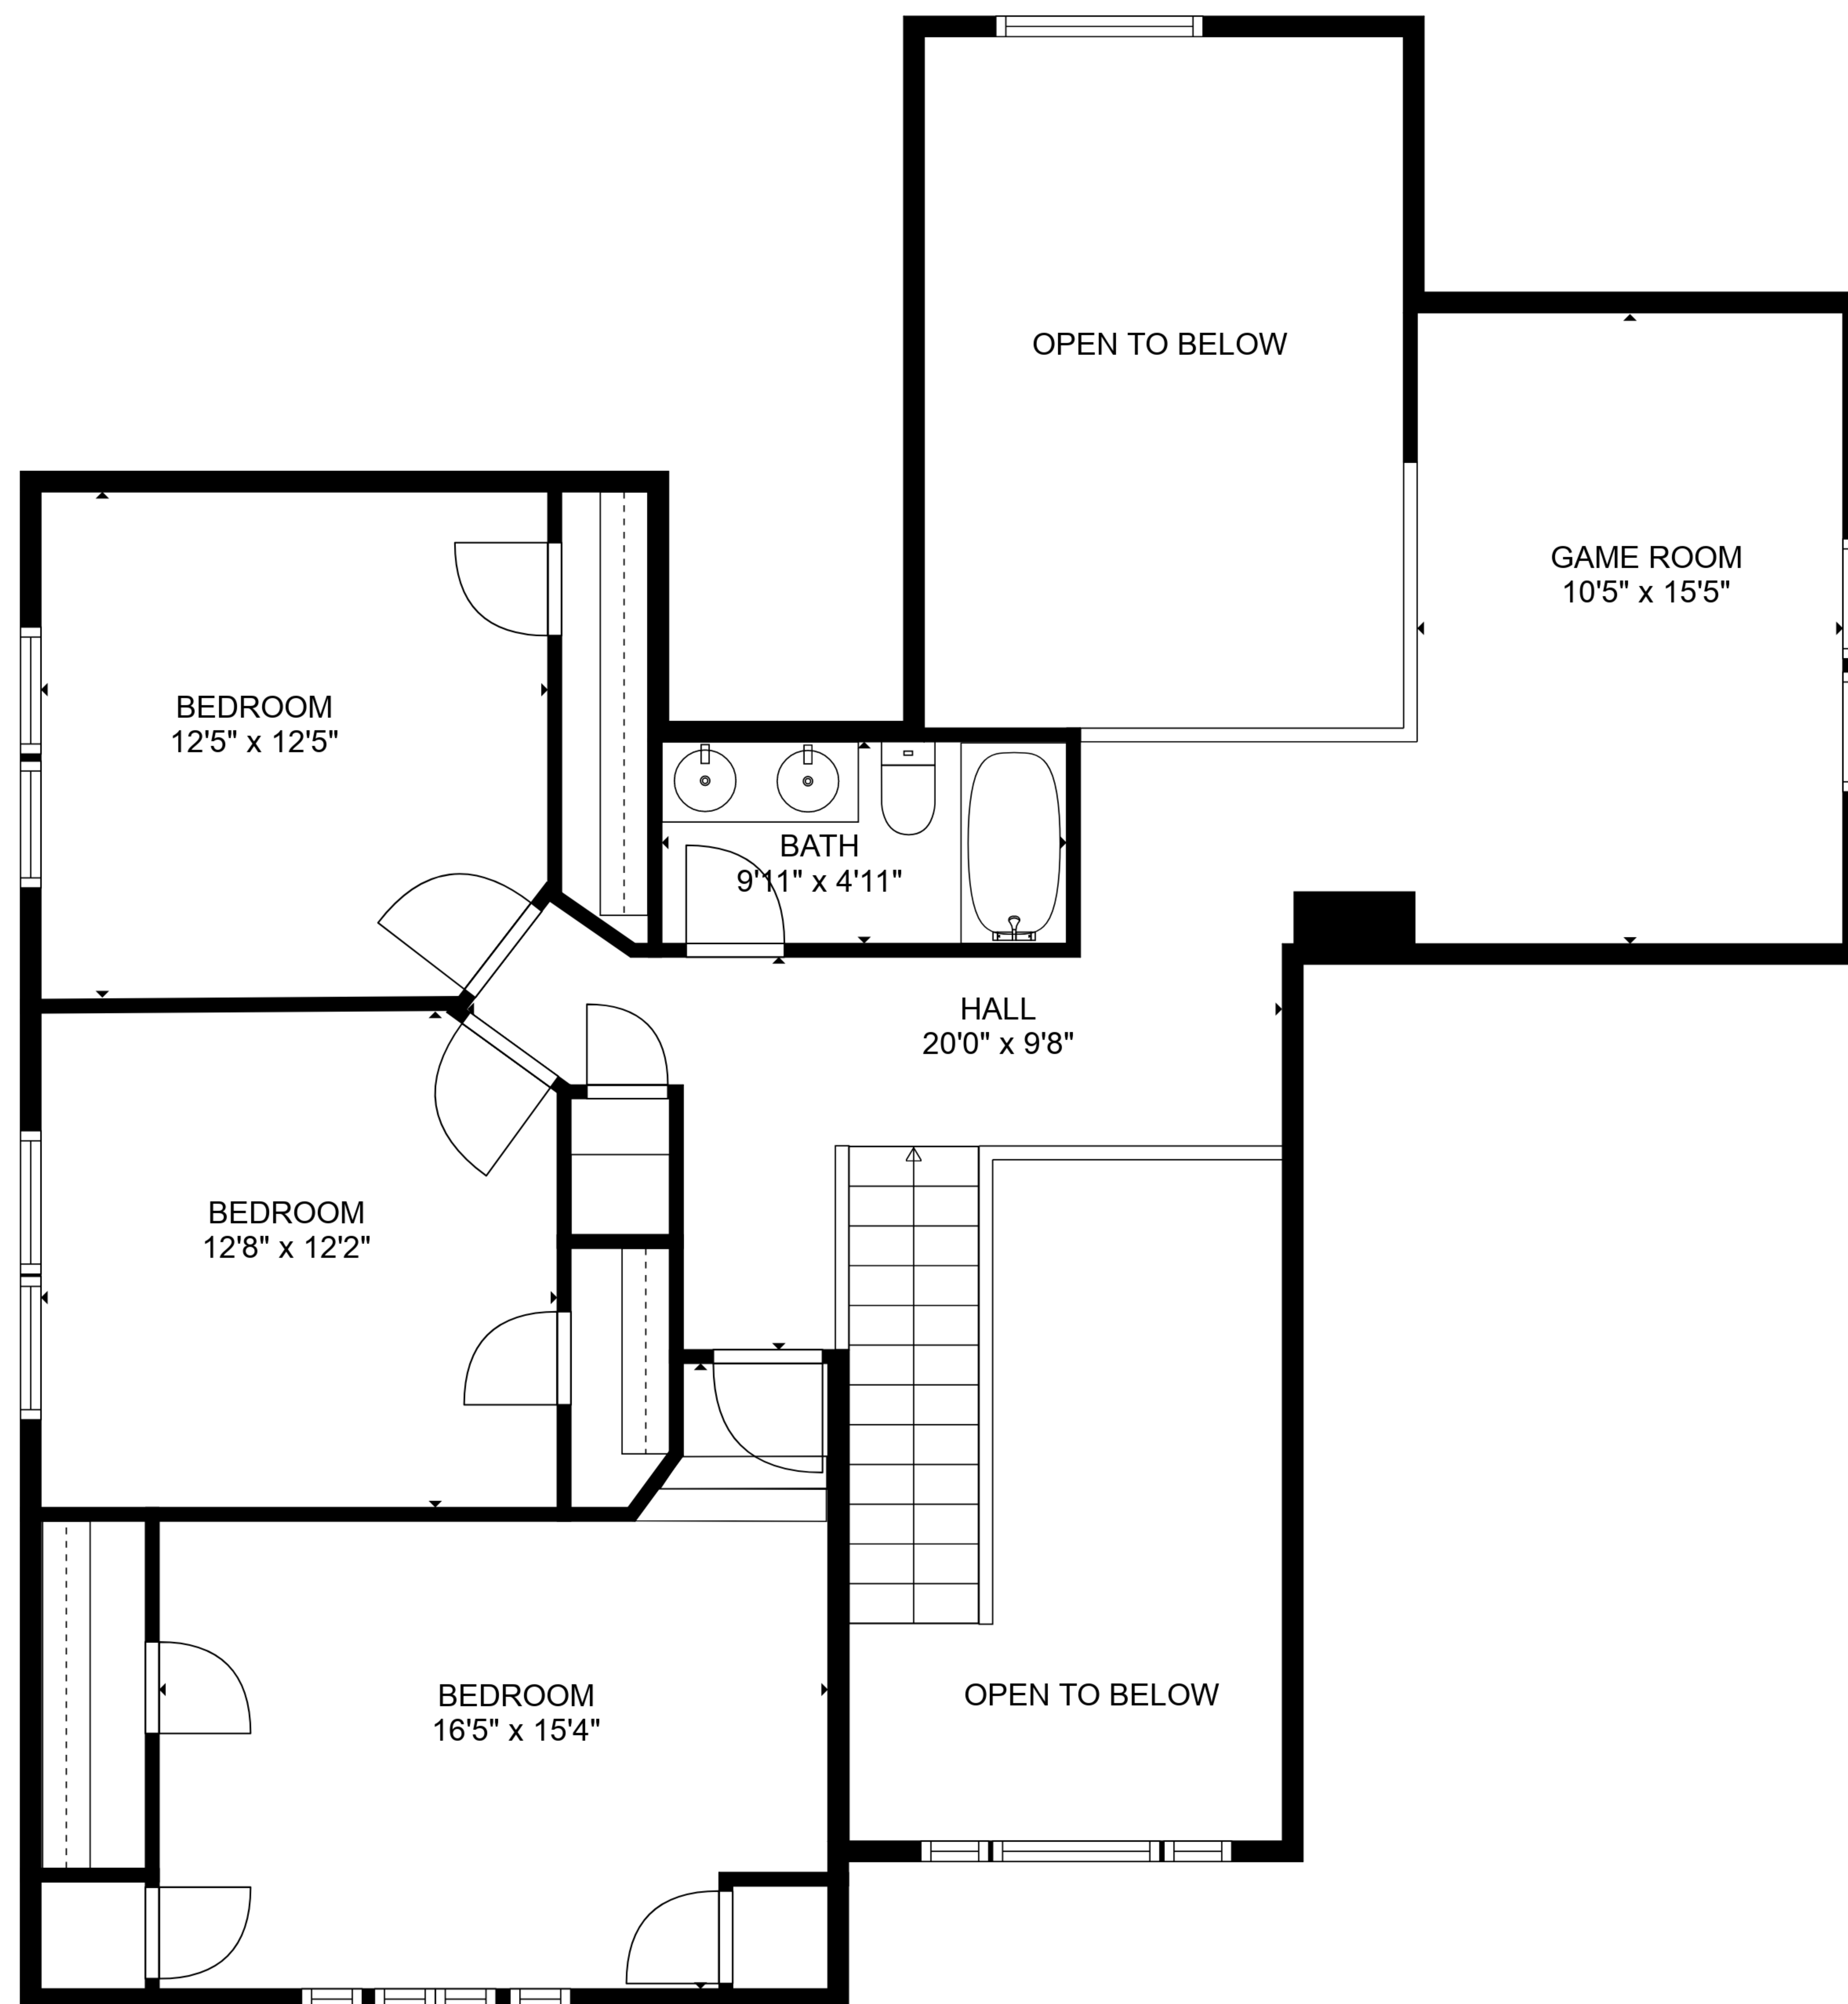 OPEN TO BELOW
GAME ROOM
10'5" x 15'5"
BEDROOM
12'5" x 12'5"
BATH
9'11" x 4'11"
HALL
20'0" x 9'8"
BEDROOM
12'8" x 12'2"
BEDROOM
16'5" x 15'4"
OPEN TO BELOW